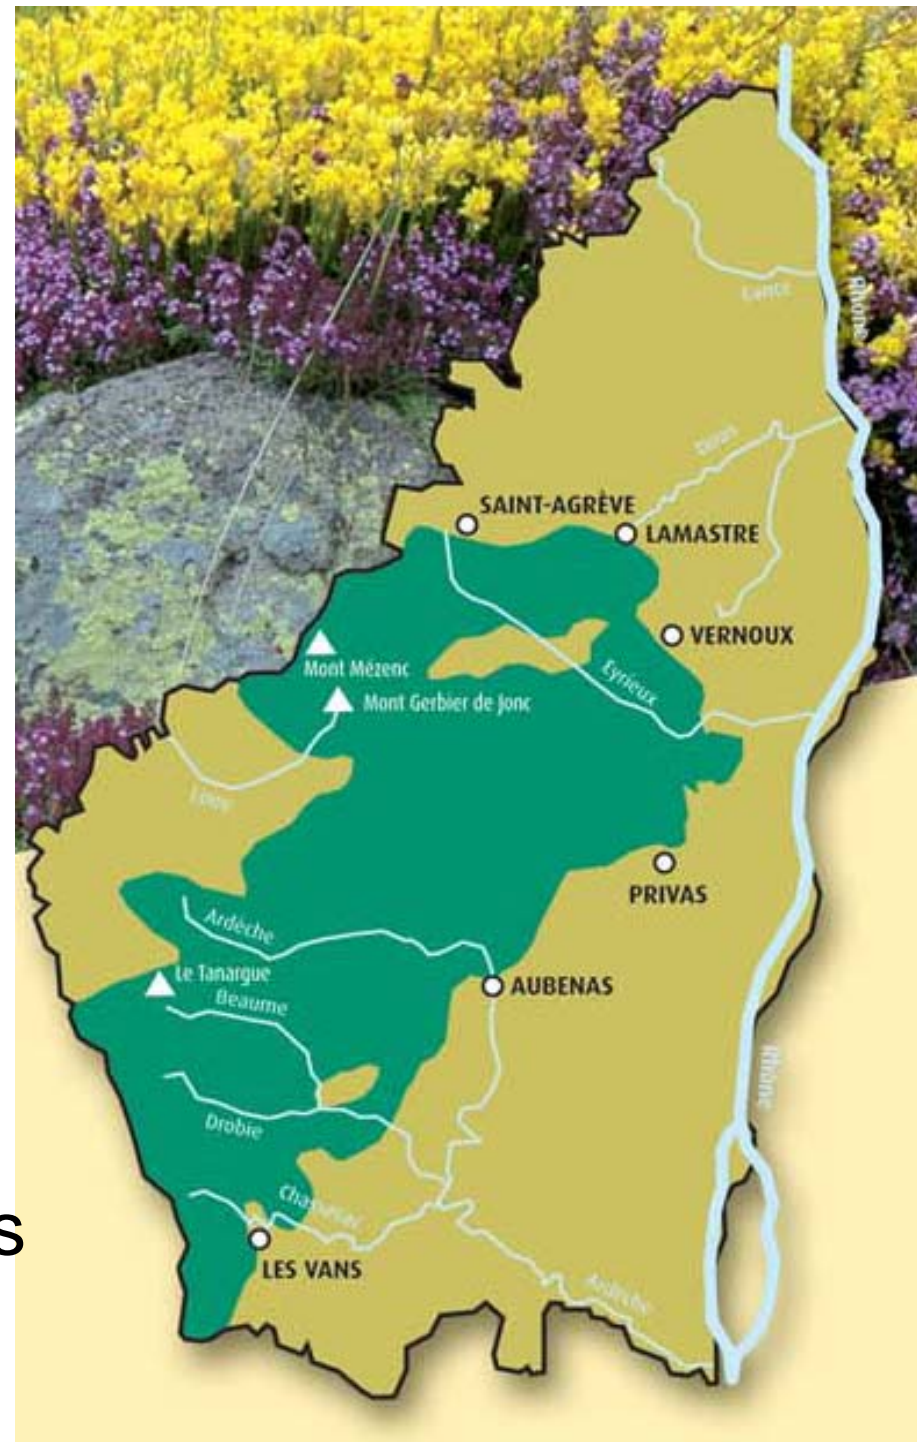 Rhône
Cance
Doux
SAINT-AGRÈVE
LAMASTRE
VERNOUX
Mont Mézenc
Eyrieux
Mont Gerbier de Jonc
Loire
PRIVAS
Ardèche
Le Tanargue
AUBENAS
Beaume
Rhône
Drobie
s
Chassezac
LES VANS
Ardèche